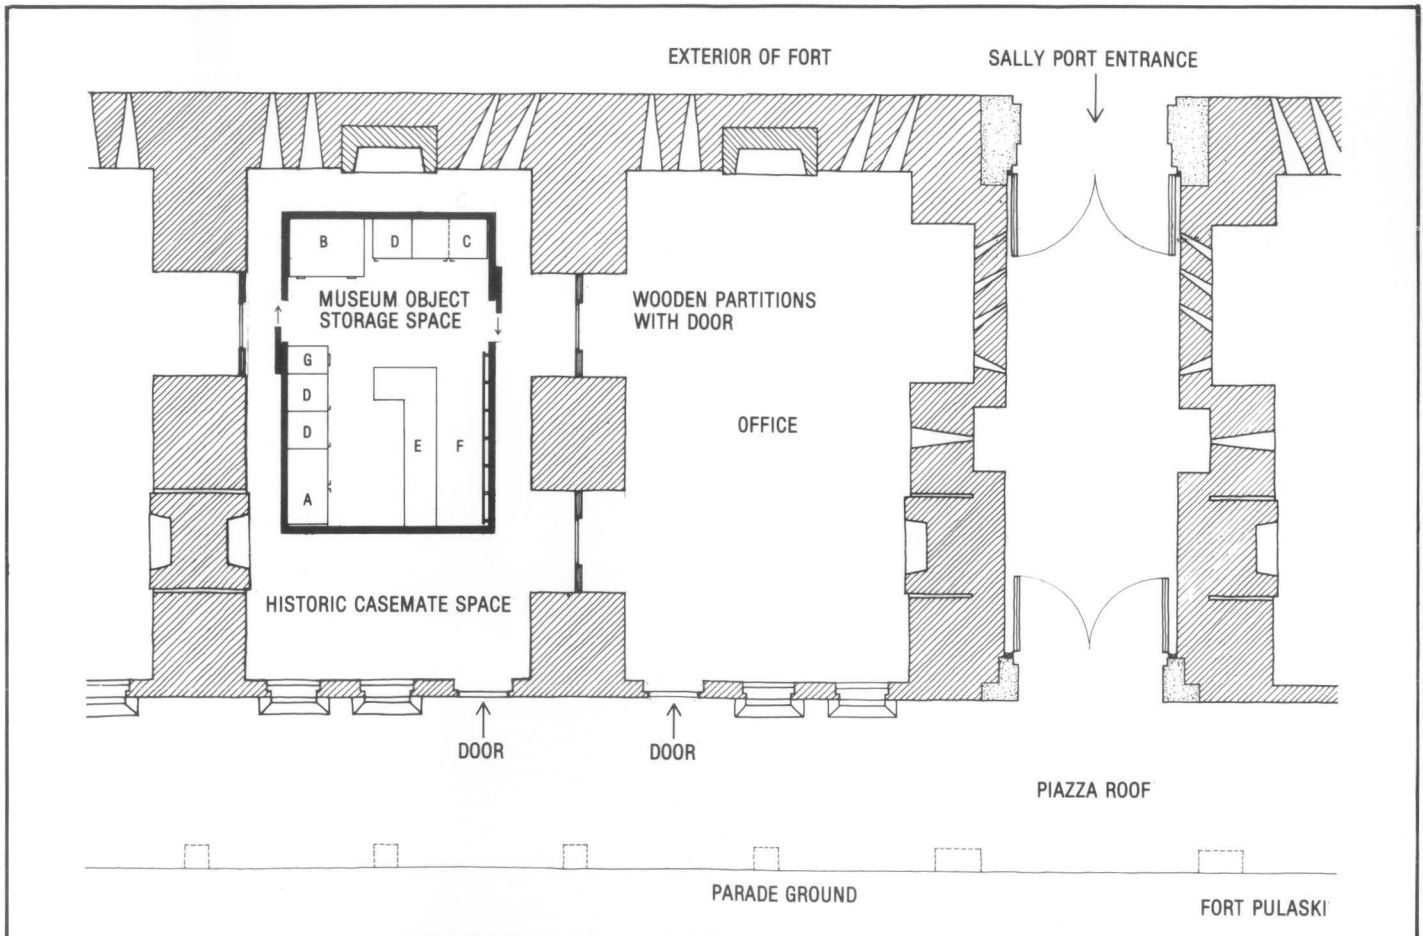 EXTERIOR OF FORT
SALLY PORT ENTRANCE
B
D
C
MUSEUM OBJECT
STORAGE SPACE
WOODEN PARTITIONS
WITH DOOR
G
D
D
A
E
F
OFFICE
HISTORIC CASEMATE SPACE
DOOR
DOOR
PIAZZA ROOF
PARADE GROUND
FORT PULASKI